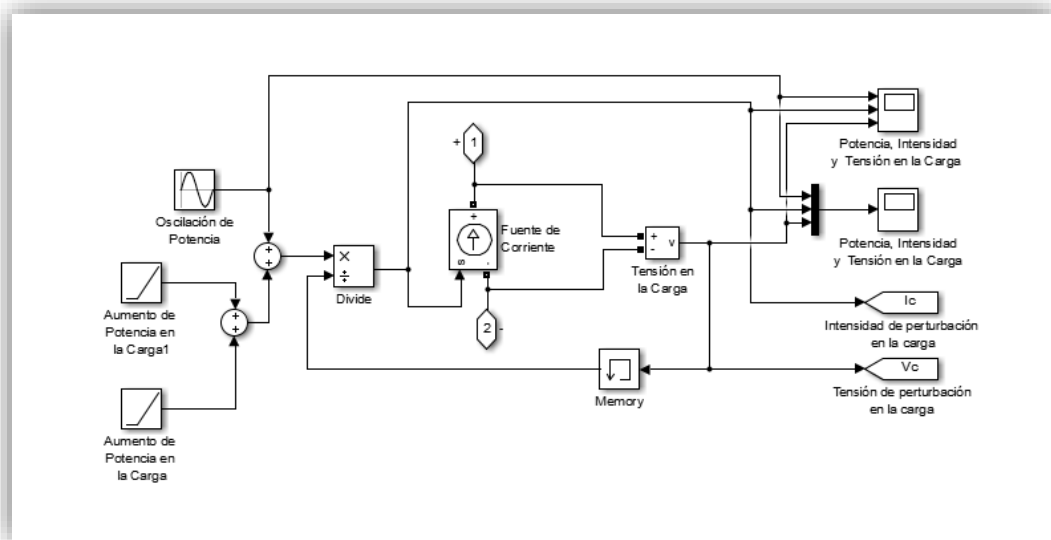 + 1
Oscilación de
Potencia
+
+
Aumento de
Potencia en
la Carga1
+
+
Aumento de
Potencia en
la Carga
×
÷
Divide
+
s
-
Fuente de
Corriente
2 -
+
-
v
Tensión en
la Carga
Memory
Potencia, Intensidad
y Tensión en la Carga
Potencia, Intensidad
y Tensión en la Carga
Ic
Intensidad de perturbación
en la carga
Vc
Tensión de perturbación
en la carga